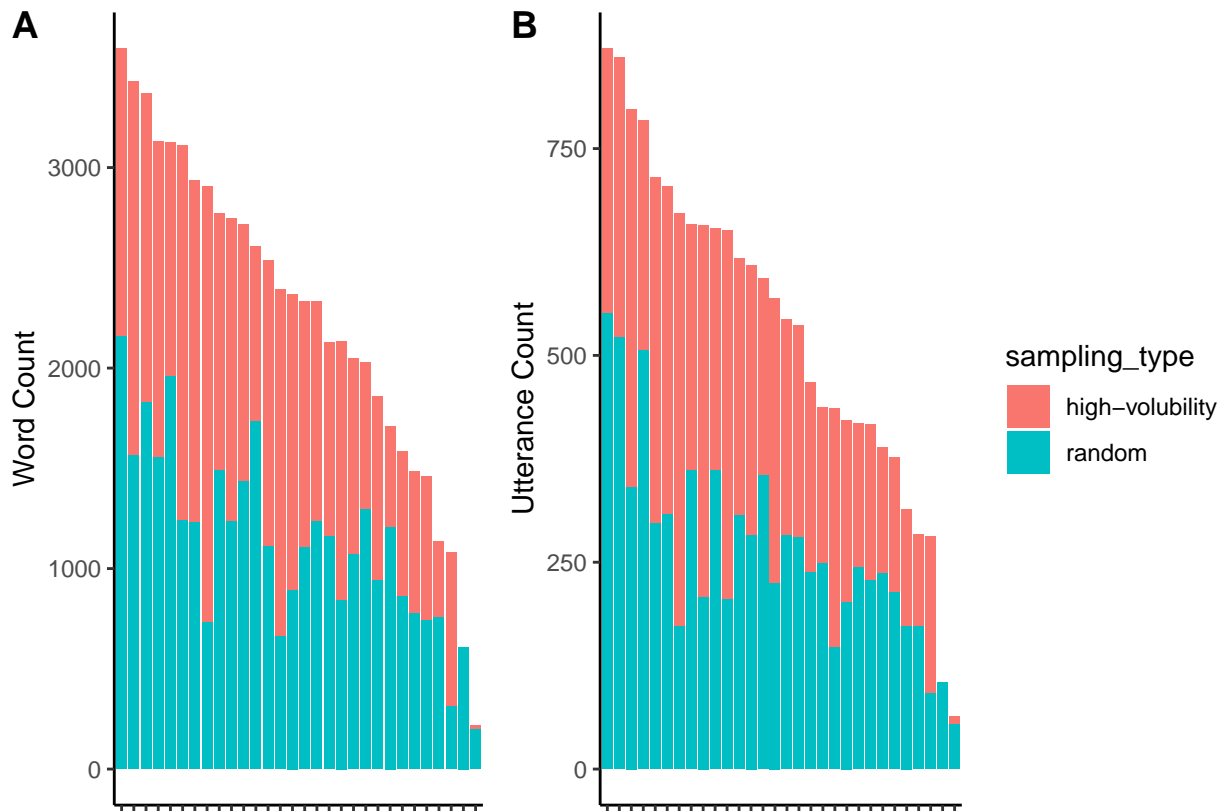 A
B
Word Count
3000
2000
1000
0
Utterance Count
750
500
250
0
sampling_type
high−volubility
random